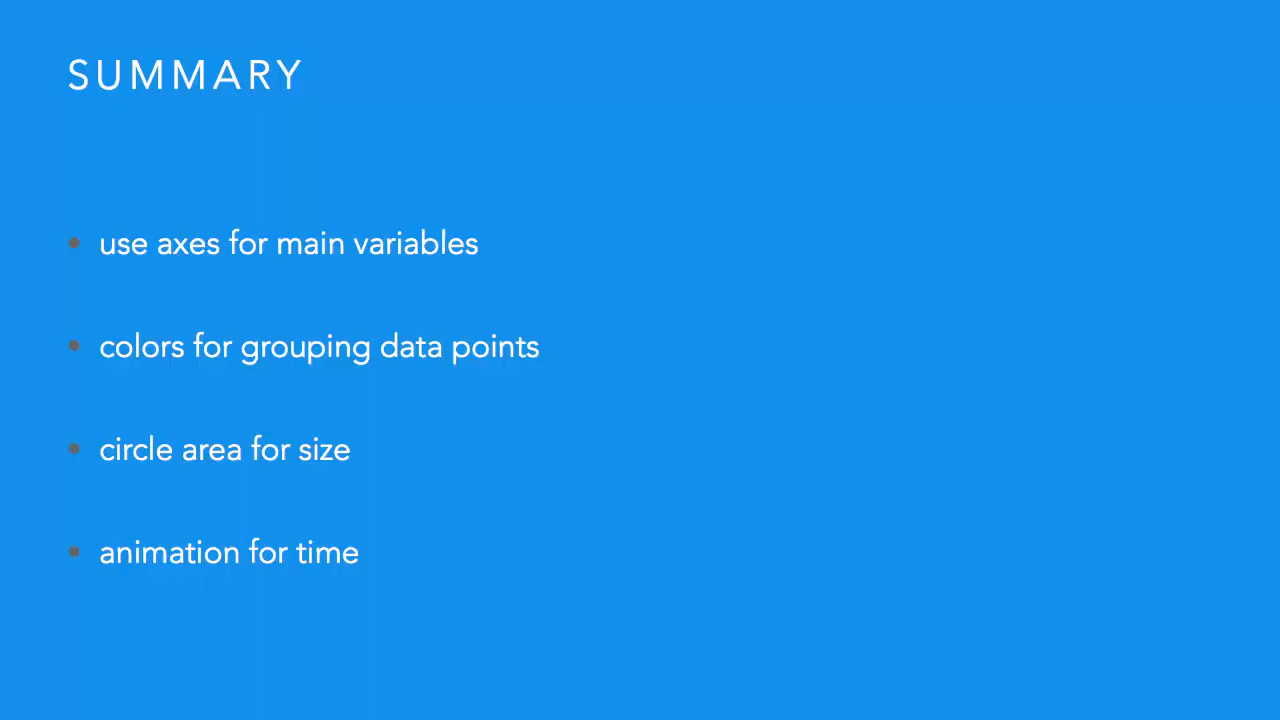 SUMMARY
• use axes for main variables
• colors for grouping data points
• circle area for size
• animation for time